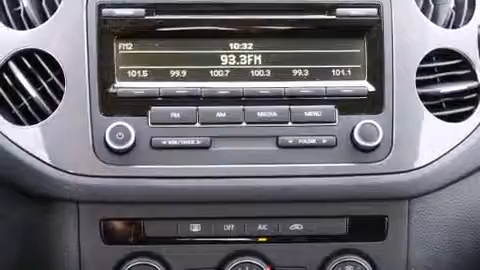 FM2 10:32
93.3FM
101.5 99.9 100.7 100.3 99.3 101.1
FM AM MEDIA MENU
OFF A/C